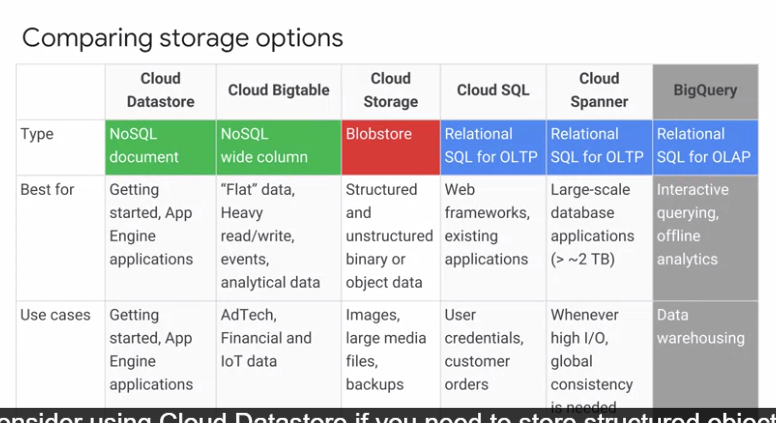 Comparing storage options
Cloud Datastore
Cloud Bigtable
Cloud Storage
Cloud SQL
Cloud Spanner
BigQuery
Type
NoSQL document
NoSQL wide column
Blobstore
Relational SQL for OLTP
Relational SQL for OLTP
Relational SQL for OLAP
Best for
Getting started, App Engine applications
“Flat” data, Heavy read/write, events, analytical data
Structured and unstructured binary or object data
Web frameworks, existing applications
Large-scale database applications (> ~2 TB)
Interactive querying, offline analytics
Use cases
Getting started, App Engine applications
AdTech, Financial and IoT data
Images, large media files, backups
User credentials, customer orders
Whenever high I/O, global consistency is needed
Data warehousing
onsider using Cloud Datastore if you need to store structured object